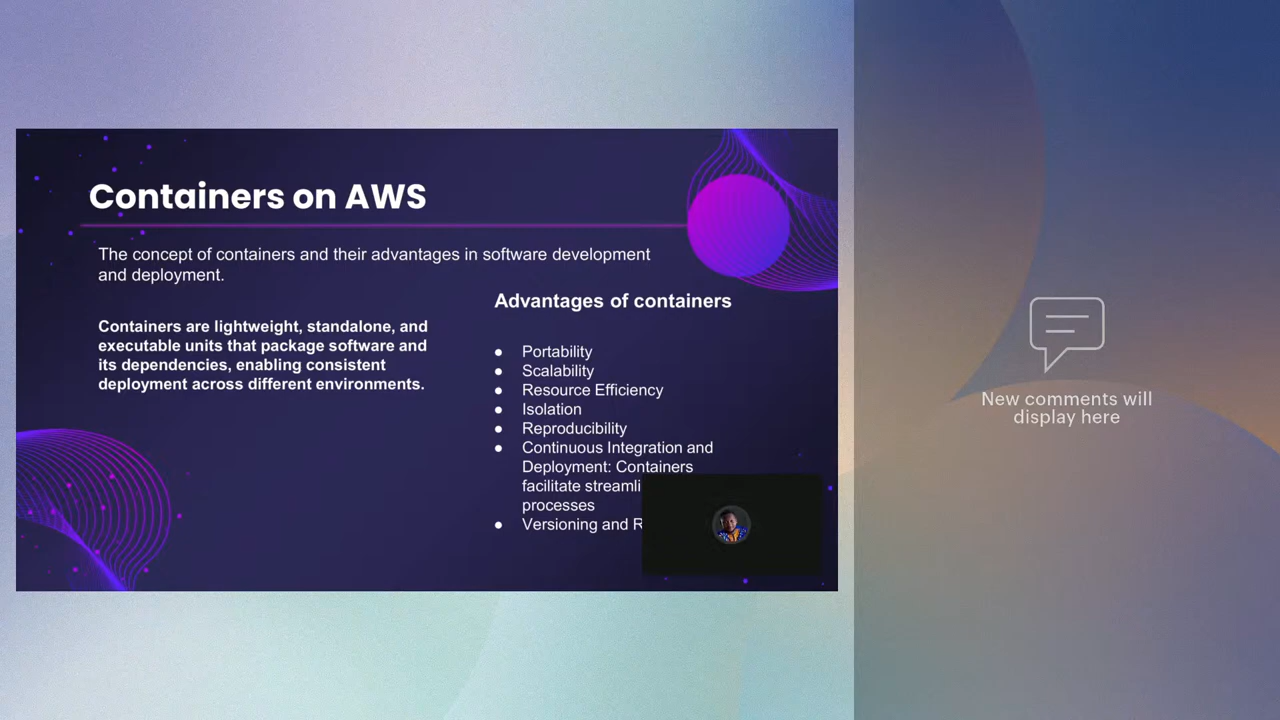 Containers on AWS
The concept of containers and their advantages in software development
and deployment.
Containers are lightweight, standalone, and
executable units that package software and
its dependencies, enabling consistent
deployment across different environments.
Advantages of containers
● Portability
● Scalability
● Resource Efficiency
● Isolation
● Reproducibility
● Continuous Integration and
Deployment: Containers
facilitate
processes
● Versioning and
New comments will
display here